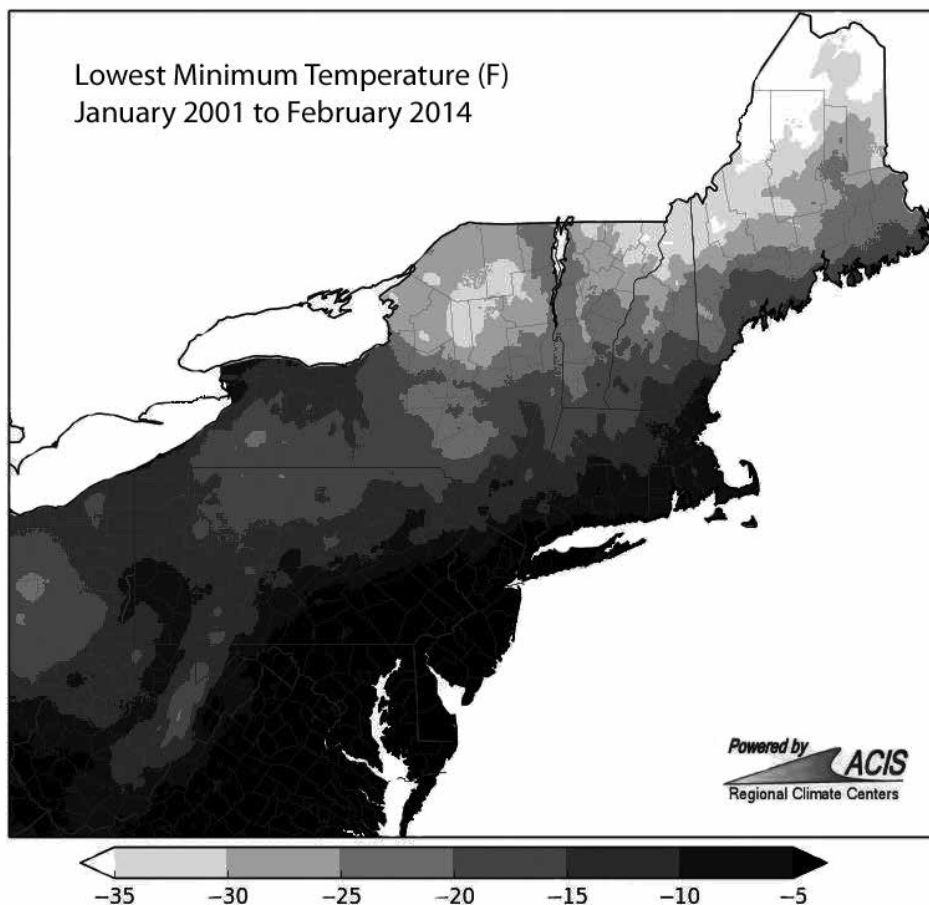 Lowest Minimum Temperature (F)
January 2001 to February 2014
Powered by
ACIS
Regional Climate Centers
−35 −30 −25 −20 −15 −10 −5